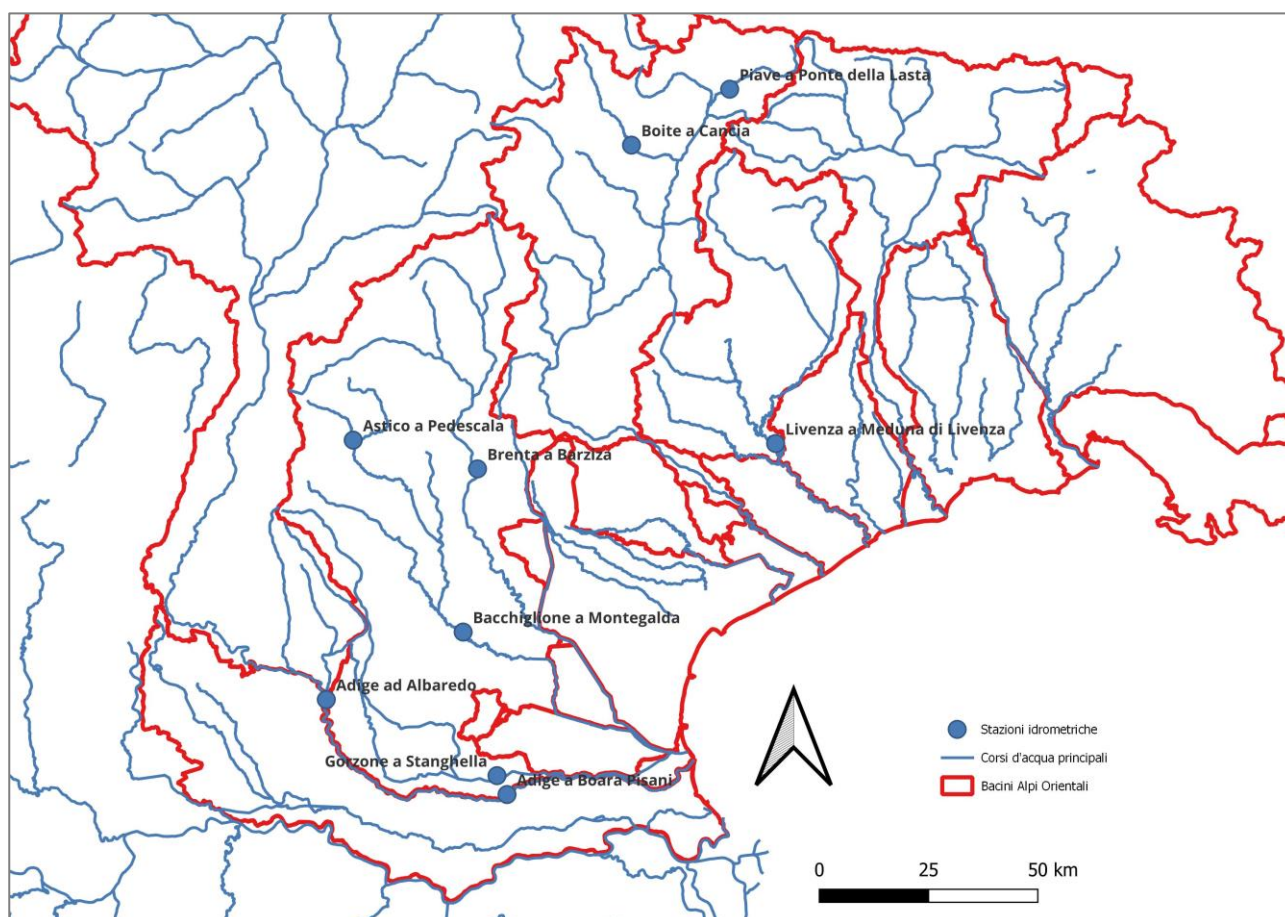 Piave a Ponte della Lasta
Boite a Cancia
Astico a Pedescala
Livenza a Meduna di Livenza
Brenta a Barziza
Bacchiglione a Montegalda
Adige ad Albaredo
Gorzone a Stanghella
Adige a Boara Pisani
Stazioni idrometriche
Corsi d'acqua principali
Bacini Alpi Orientali
0 25 50 km